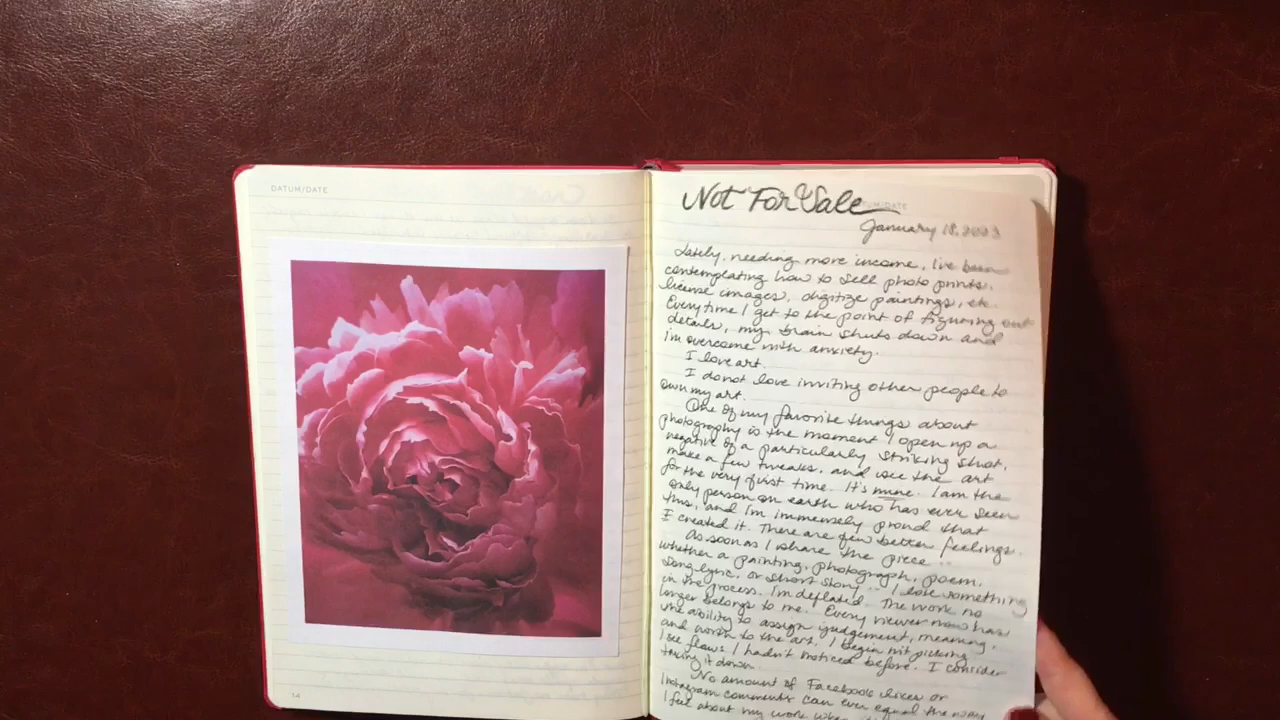 DATUM/DATE
54
Not For Sale
UM/DATE
January 18, 2023
Lately, needing more income, I've been
contemplating how to sell photo prints,
license images, digitize paintings, etc.
Everytime I get to the point of figuring out
details, my brain shuts down and
I'm overcome with anxiety.
I love art.
I do not love inviting other people to
own my art.
One of my favorite things about
photography is the moment I open up a
negative of a particularly striking shot,
make a few tweaks, and see the art
for the very first time. It's mine. I am the
only person on earth who has ever seen
this, and I'm immensely proud that
I created it. There are few better feelings.
As soon as I share the piece --
whether a painting, photograph, poem,
song lyric, or short story -- I lose something
in the process. I'm deflated. The work no
longer belongs to me. Every viewer now has
the ability to assign judgement, meaning,
and worth to the art. I begin nit picking.
I see flaws I hadn't noticed before. I consider
taking it down.
No amount of Facebook likes or
Instagram comments can ever equal the way
I feel about my work when